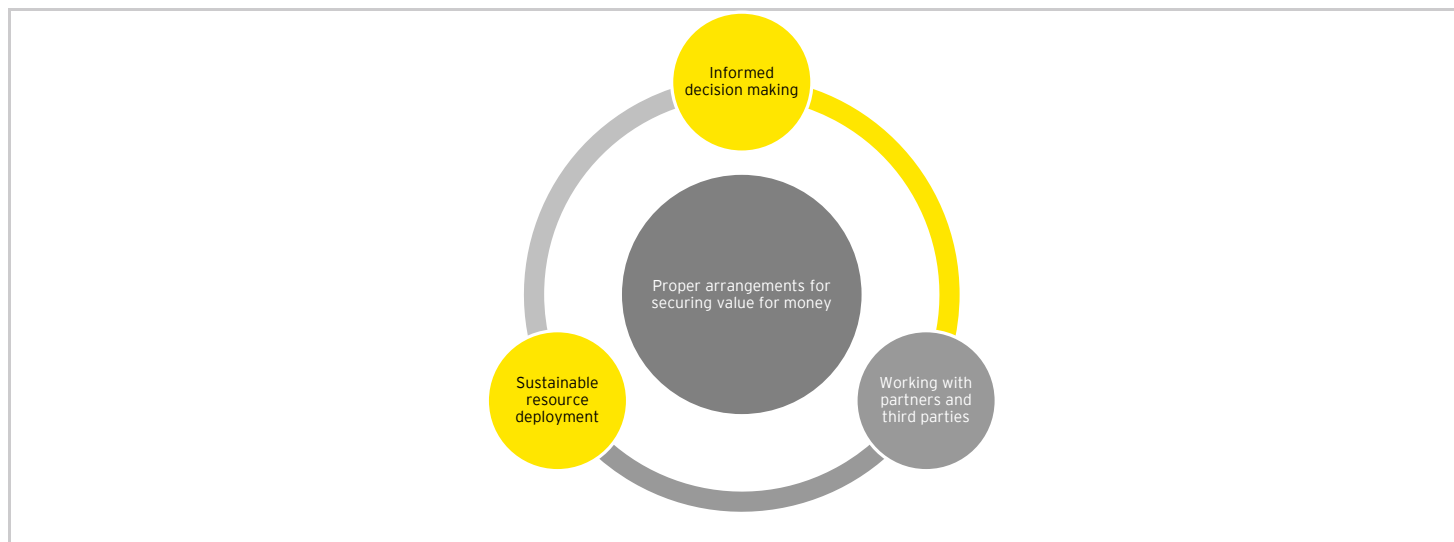 Informed
decision making
Proper arrangements for
securing value for money
Sustainable
resource
deployment
Working with
partners and
third parties